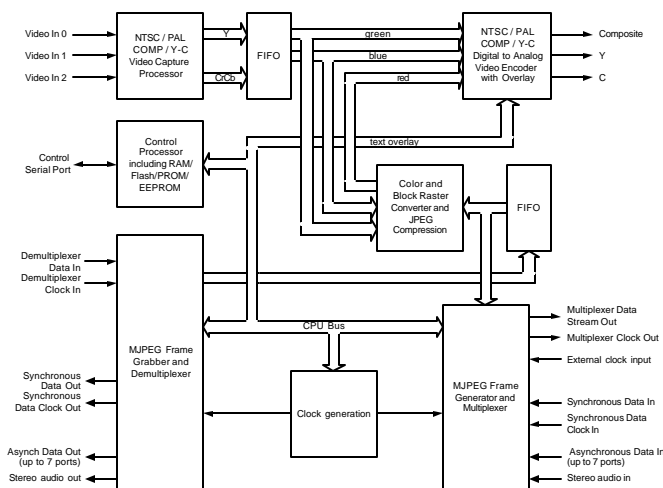 Video In 0
Video In 1
Video In 2
NTSC / PAL
COMP / Y-C
Video Capture
Processor
Y
CrCb
FIFO
green
blue
red
NTSC / PAL
COMP / Y-C
Digital to Analog
Video Encoder
with Overlay
Composite
Y
C
text overlay
Control
Serial Port
Control
Processor
including RAM/
Flash/PROM/
EEPROM
Color and
Block Raster
Converter and
JPEG
Compression
FIFO
Demultiplexer
Data In
Demultiplexer
Clock In
MJPEG Frame
Grabber and
Demultiplexer
Synchronous
Data Out
Synchronous
Data Clock Out
Asynch Data Out
(up to 7 ports)
Stereo audio out
CPU Bus
Clock generation
MJPEG Frame
Generator and
Multiplexer
Multiplexer Data
Stream Out
Multiplexer Clock Out
External clock input
Synchronous Data In
Synchronous Data
Clock In
Asynchronous Data In
(up to 7 ports)
Stereo audio in